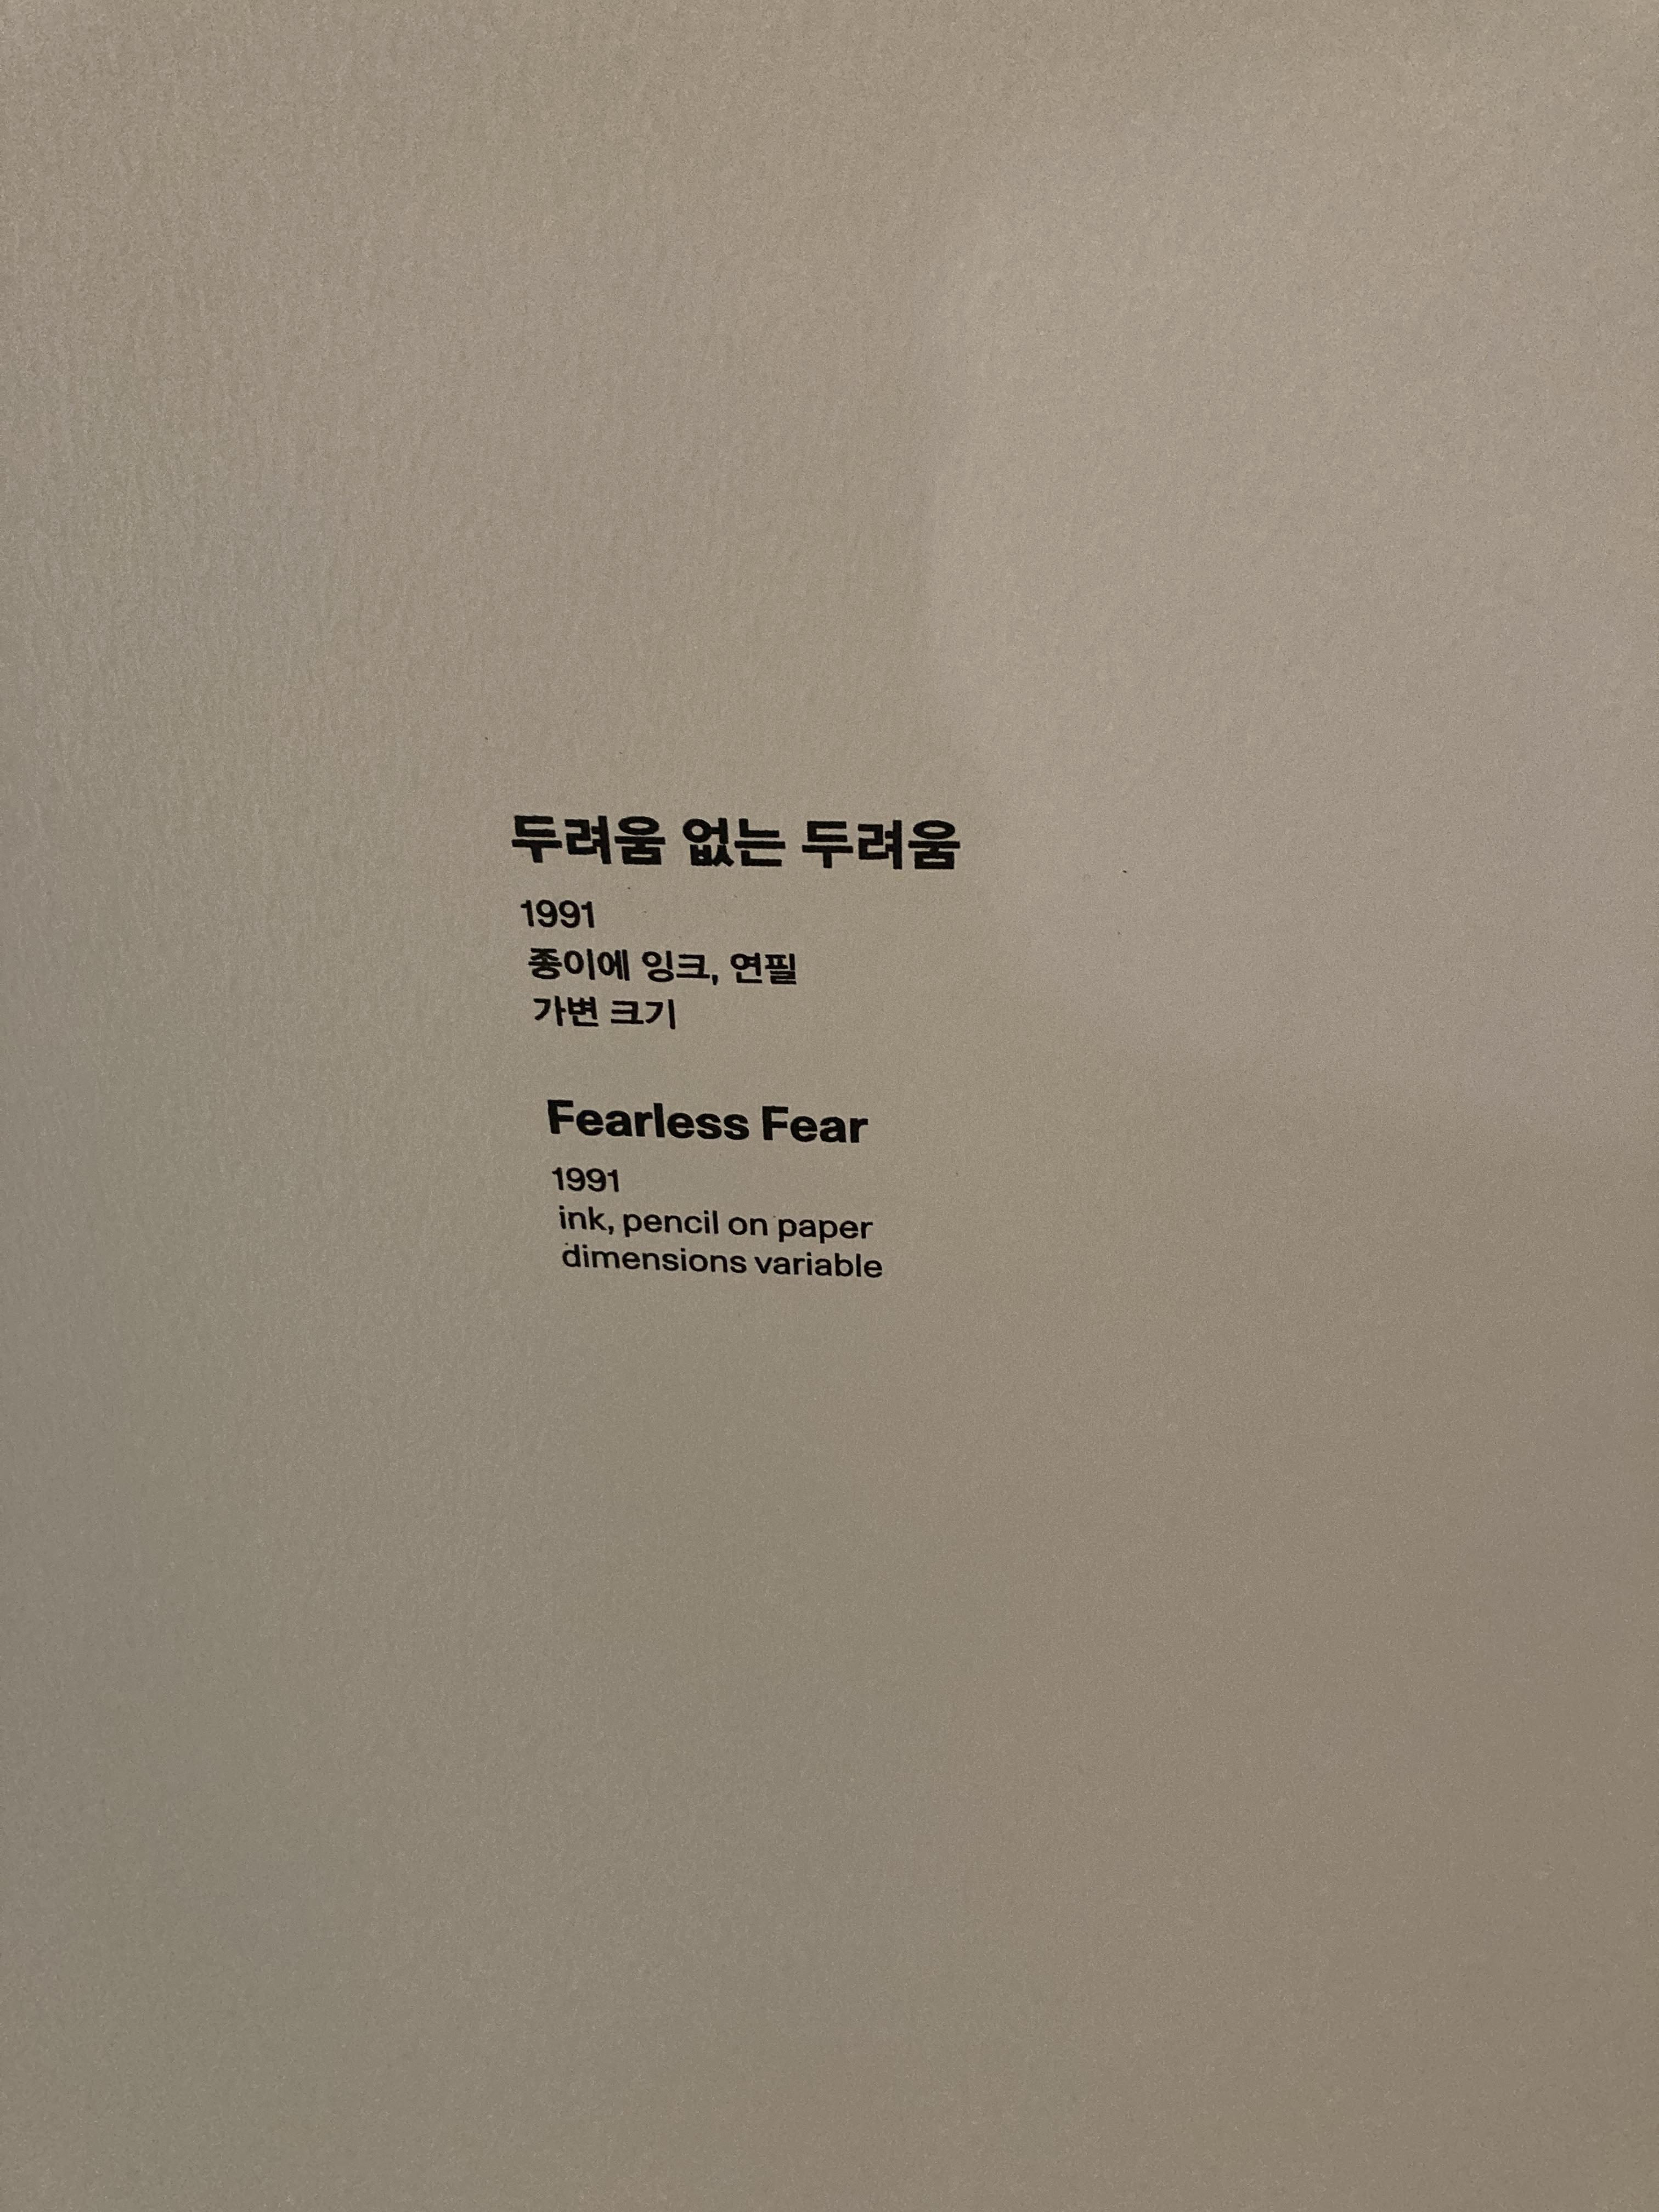 두려움 없는 두려움
1991
종이에 잉크, 연필
가변 크기
Fearless Fear
1991
ink, pencil on paper
dimensions variable